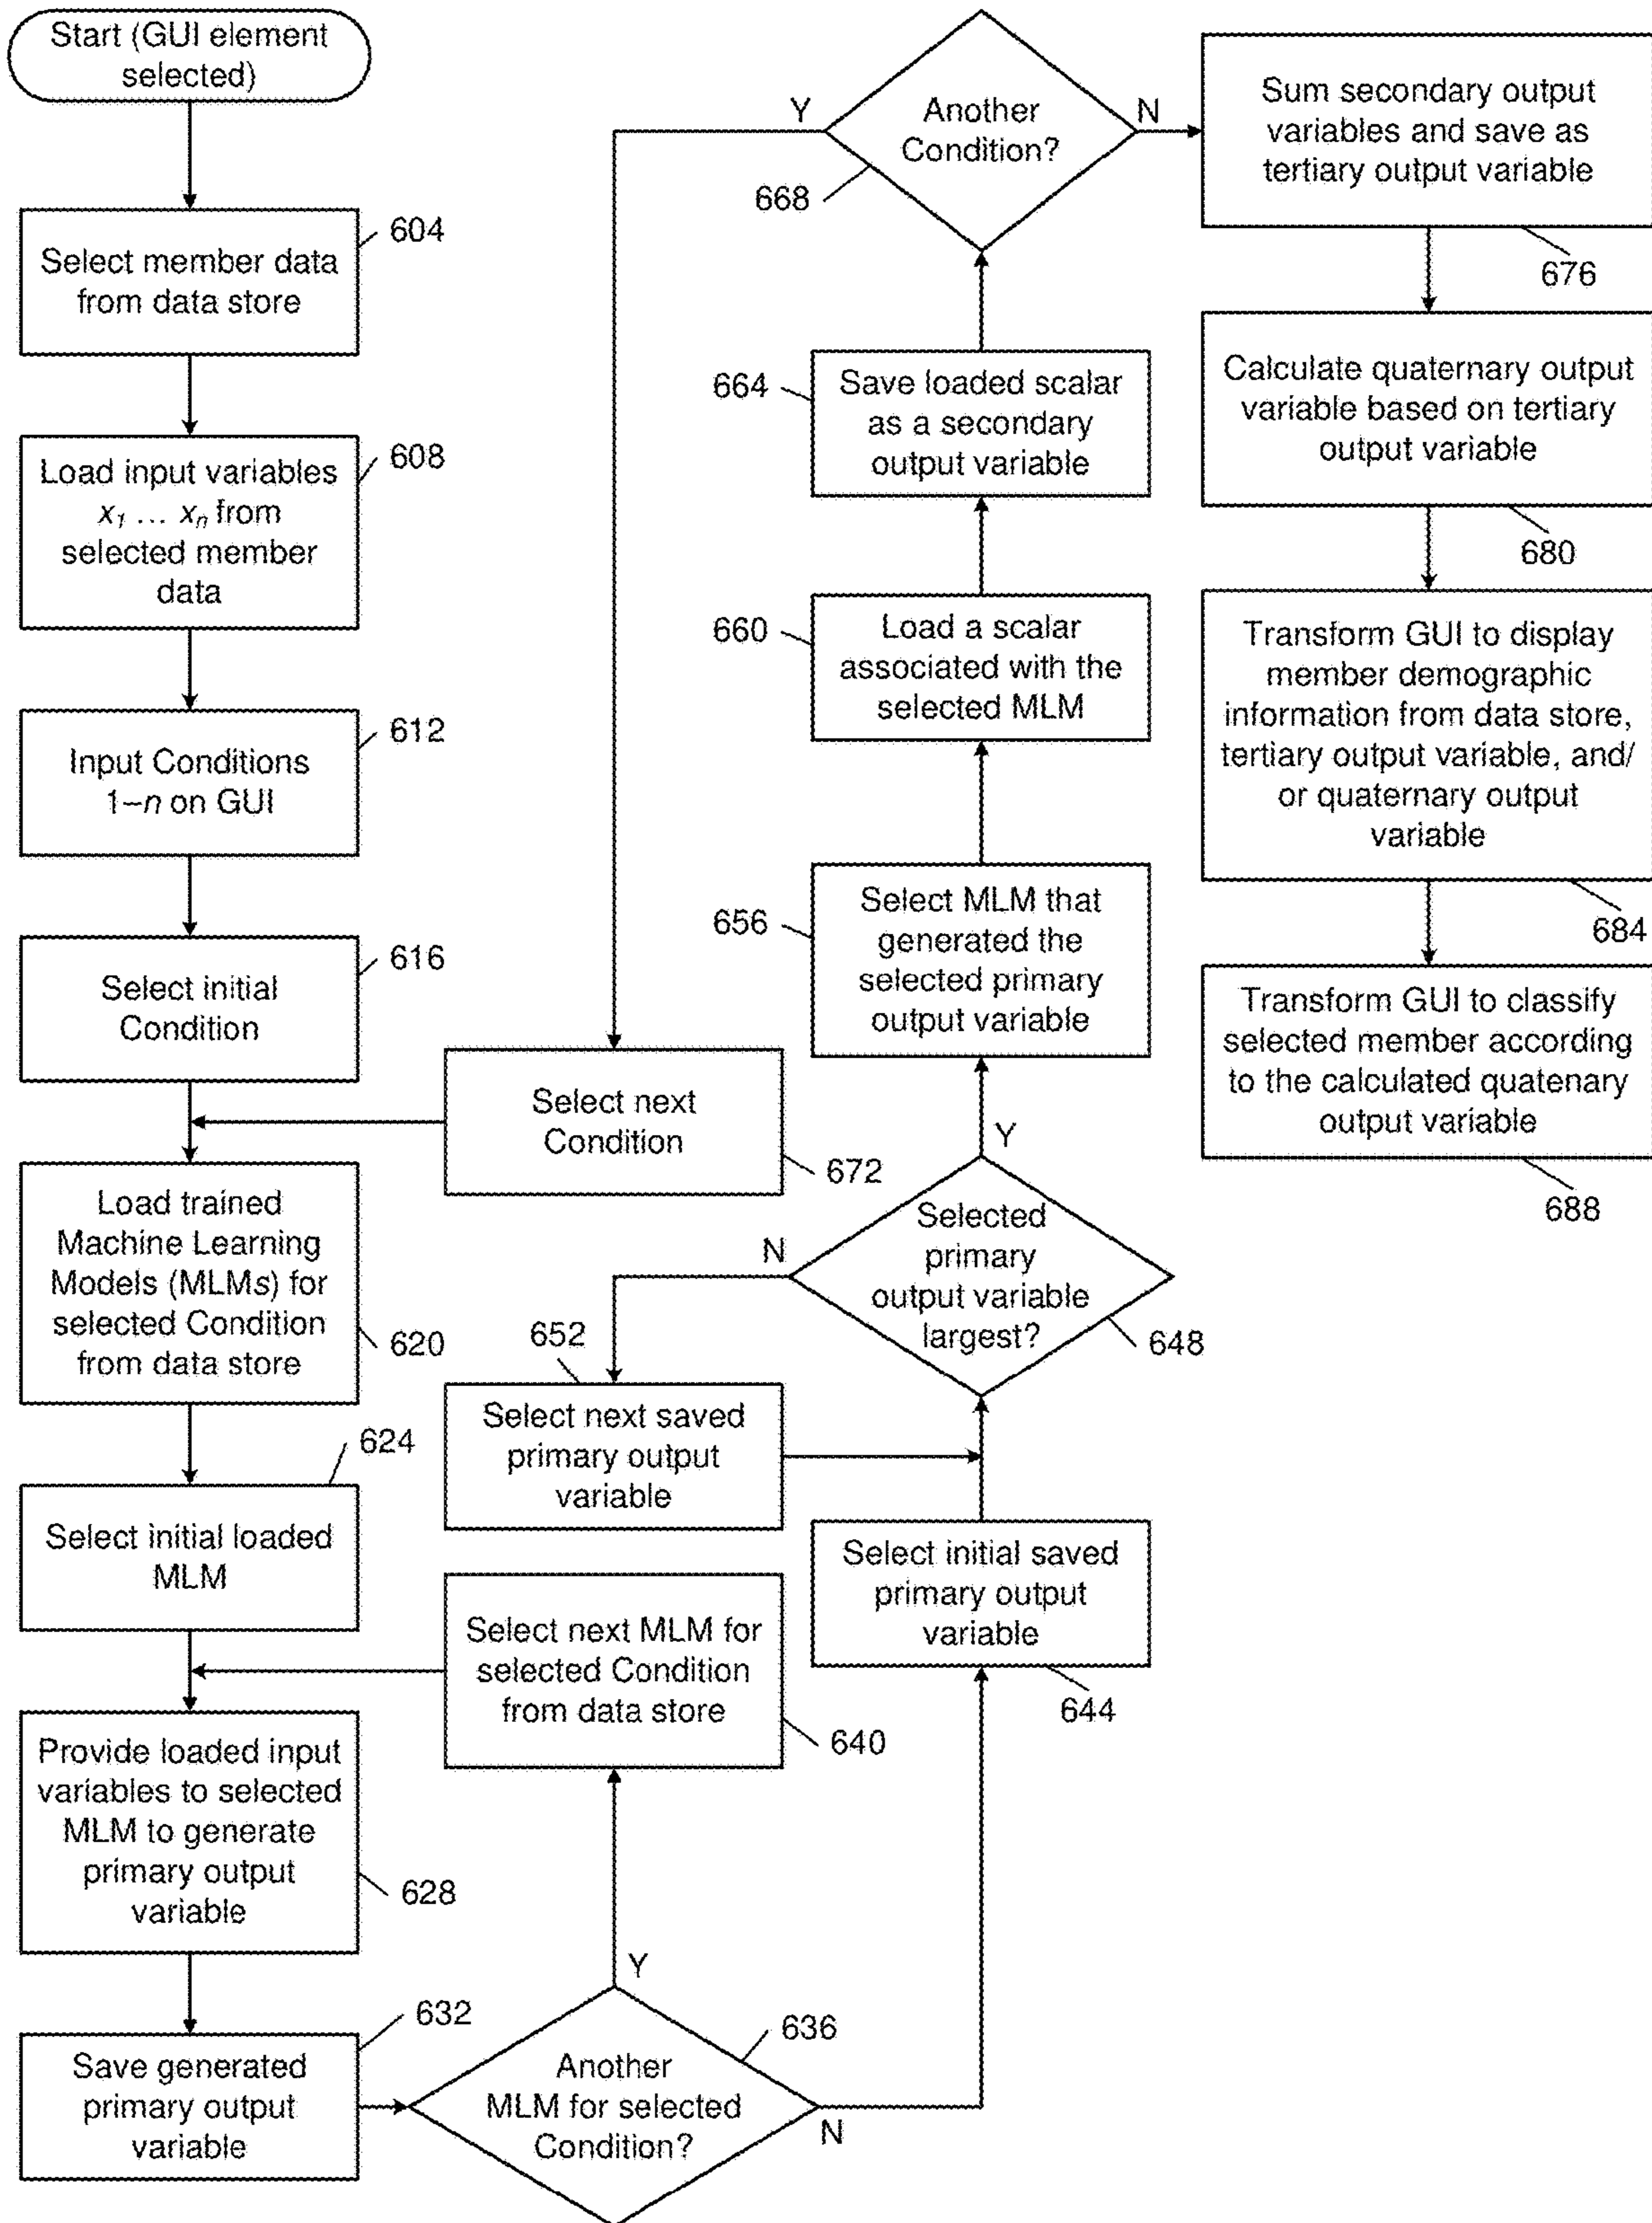 Start (GUI element
selected)
604
Select member data
from data store
608
Load input variables
x1 ... xn from
selected member
data
612
Input Conditions
1–n on GUI
616
Select initial
Condition
Load trained
Machine Learning
Models (MLMs) for
selected Condition
from data store
620
624
Select initial loaded
MLM
Provide loaded input
variables to selected
MLM to generate
primary output
variable
628
632
Save generated
primary output
variable
636
Another
MLM for selected
Condition?
Y
N
Select next MLM for
selected Condition
from data store
640
Select initial saved
primary output
variable
644
Selected
primary
output variable
largest?
648
N
Y
652
Select next saved
primary output
variable
656
Select MLM that
generated the
selected primary
output variable
660
Load a scalar
associated with the
selected MLM
664
Save loaded scalar
as a secondary
output variable
Another
Condition?
668
Y
N
Select next
Condition
672
Sum secondary output
variables and save as
tertiary output variable
676
Calculate quaternary output
variable based on tertiary
output variable
680
Transform GUI to display
member demographic
information from data store,
tertiary output variable, and/
or quaternary output
variable
684
Transform GUI to classify
selected member according
to the calculated quatenary
output variable
688